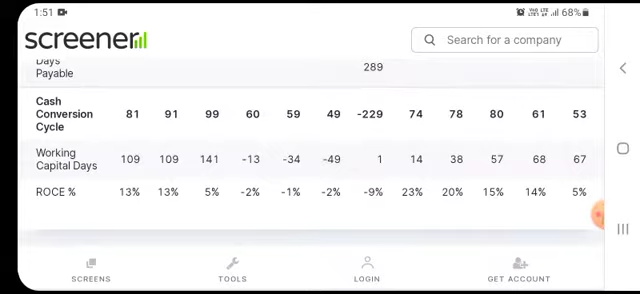 1:51 68%
screener Search for a company
Days
Payable 289
Cash
Conversion 81 91 99 60 59 49 -229 74 78 80 61 53
Cycle
Working
Capital Days 109 109 141 -13 -34 -49 1 14 38 57 68 67
ROCE % 13% 13% 5% -2% -1% -2% -9% 23% 20% 15% 14% 5%
SCREENS TOOLS LOGIN GET ACCOUNT